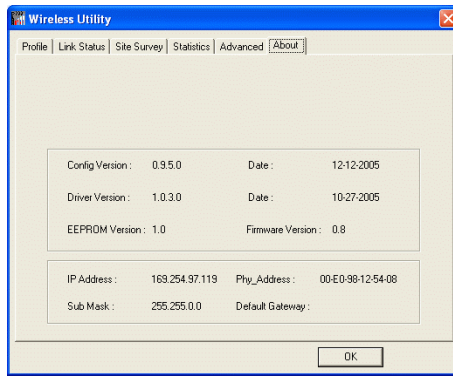 Wireless Utility
Profile Link Status Site Survey Statistics Advanced About
Config Version : 0.9.5.0 Date : 12-12-2005
Driver Version : 1.0.3.0 Date : 10-27-2005
EEPROM Version : 1.0 Firmware Version : 0.8
IP Address : 169.254.97.119 Phy_Address : 00-E0-98-12-54-08
Sub Mask : 255.255.0.0 Default Gateway :
OK